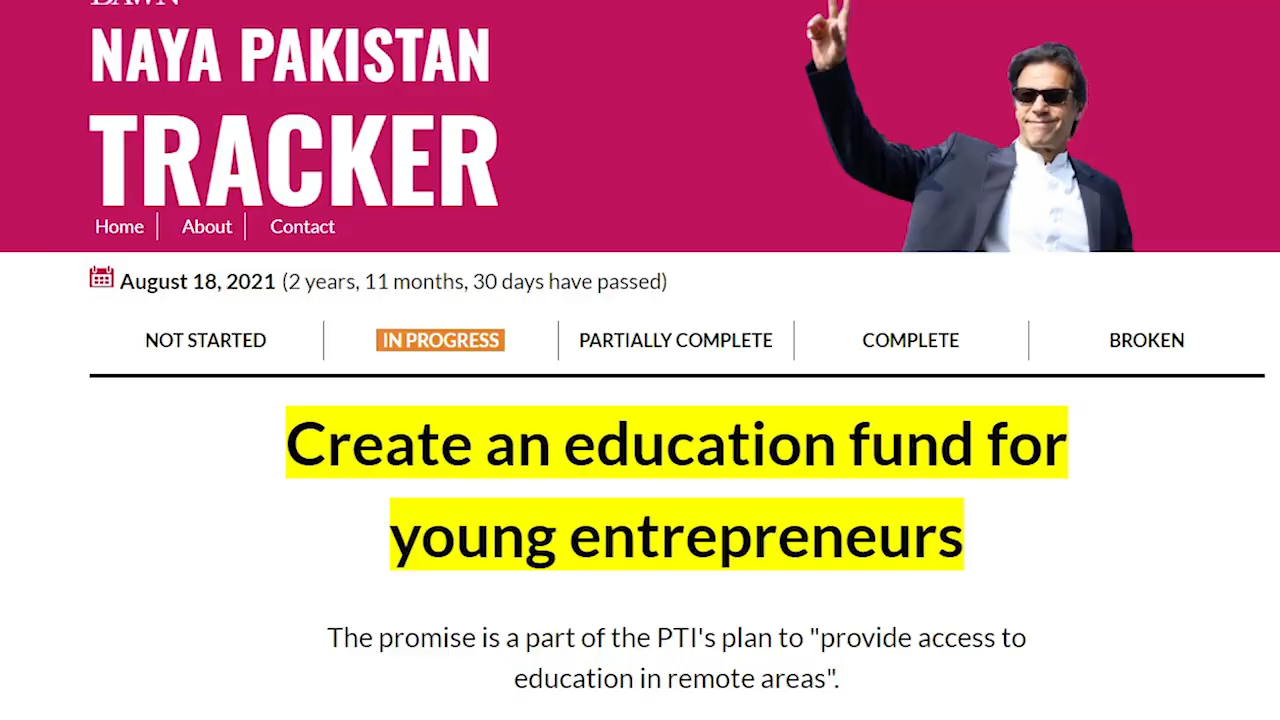 DAWN
NAYA PAKISTAN
TRACKER
Home
About
Contact
August 18, 2021 (2 years, 11 months, 30 days have passed)
NOT STARTED
IN PROGRESS
PARTIALLY COMPLETE
COMPLETE
BROKEN
Create an education fund for
young entrepreneurs
The promise is a part of the PTI's plan to "provide access to
education in remote areas".